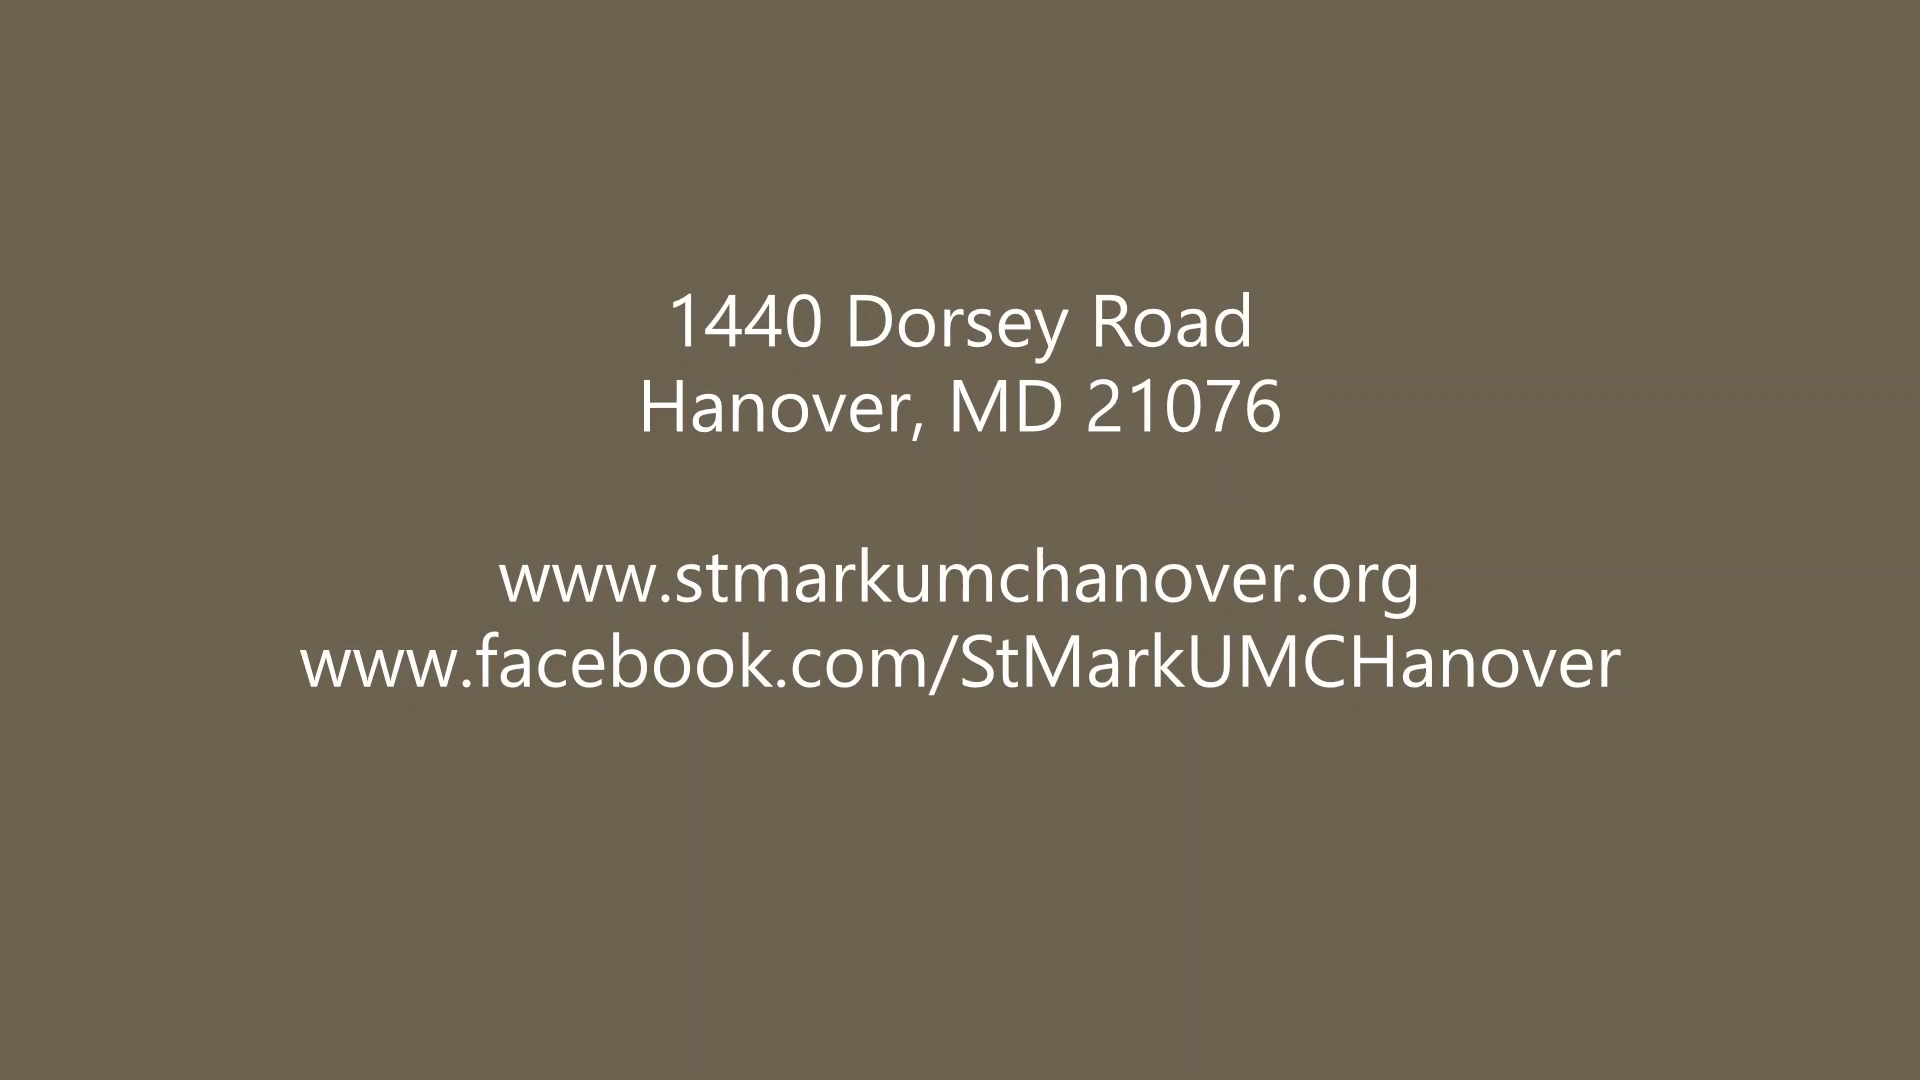 1440 Dorsey Road
Hanover, MD 21076
www.stmarkumchanover.org
www.facebook.com/StMarkUMCHanover